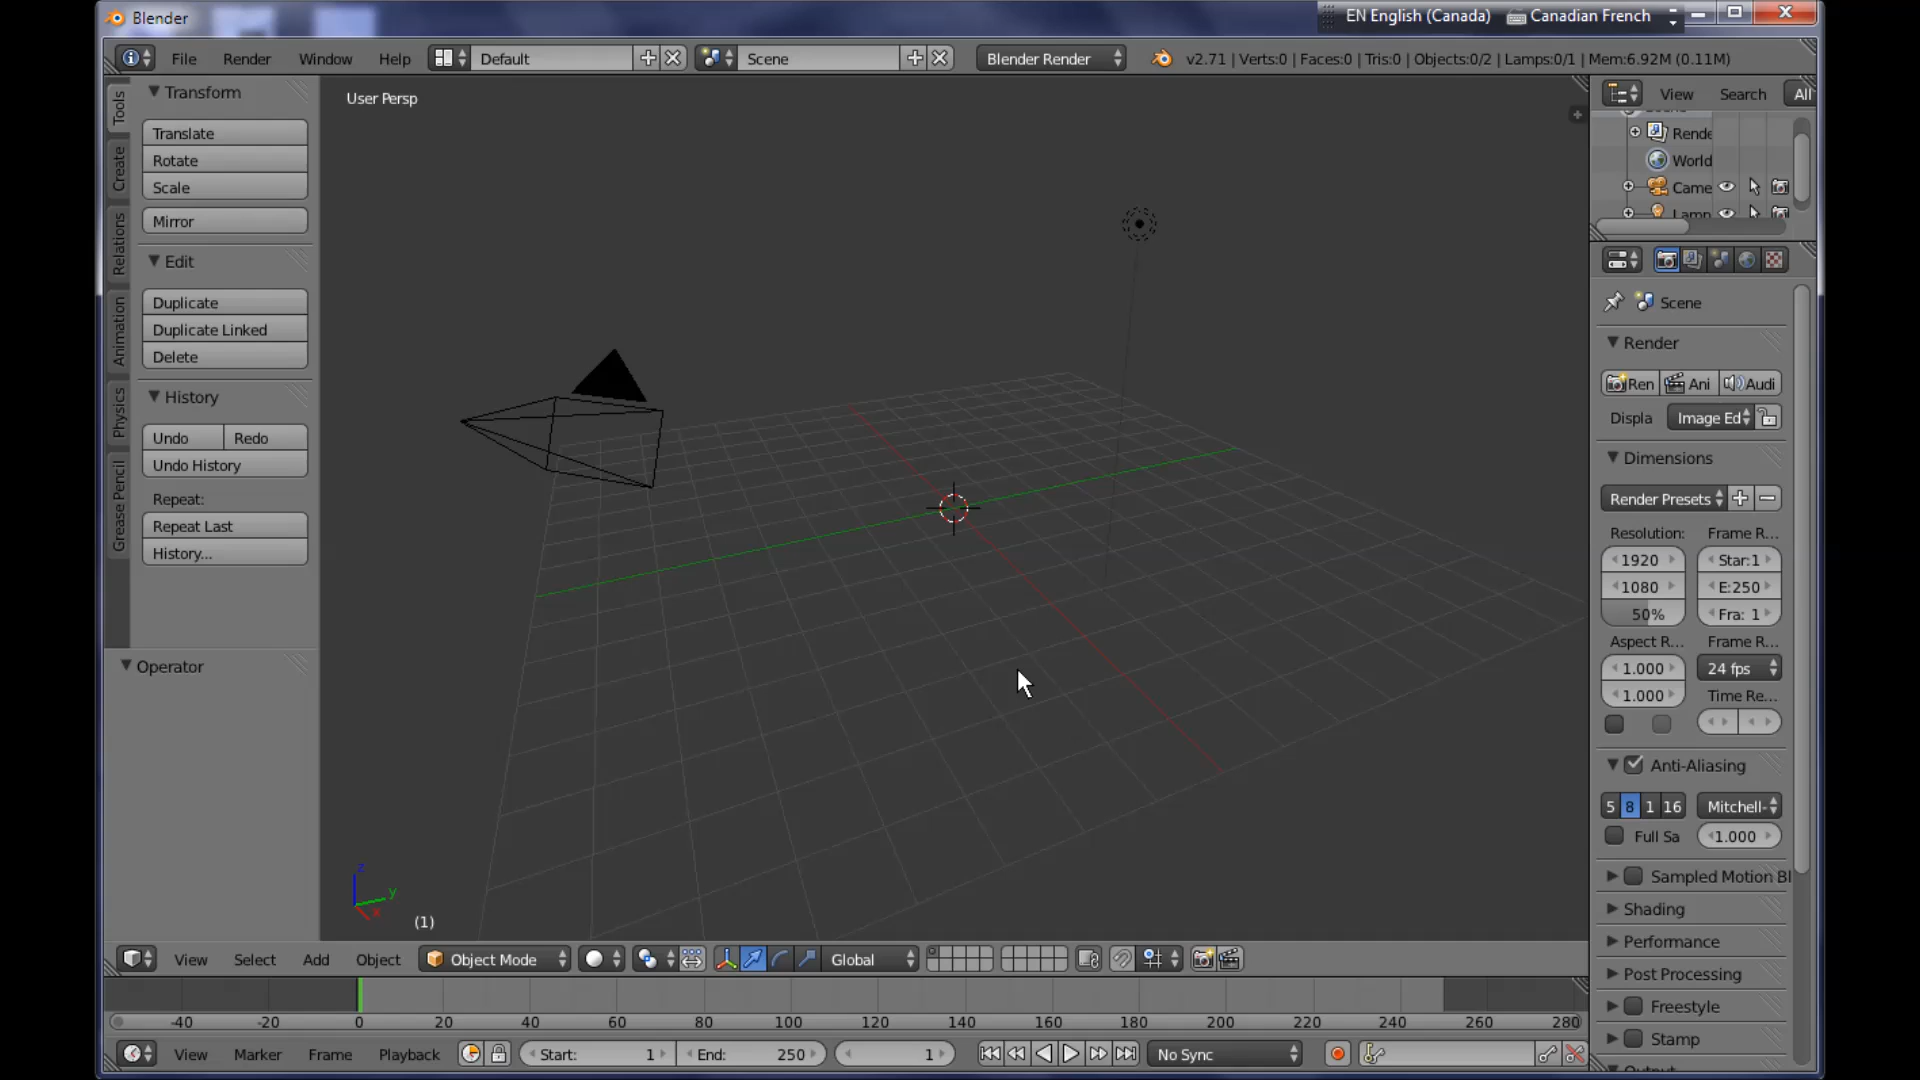 Blender
EN English (Canada)
Canadian French
File
Render
Window
Help
Default
Scene
Blender Render
v2.71 | Verts:0 | Faces:0 | Tris:0 | Objects:0/2 | Lamps:0/1 | Mem:6.92M (0.11M)
Tools
Create
Relations
Animation
Physics
Grease Pencil
Transform
Translate
Rotate
Scale
Mirror
Edit
Duplicate
Duplicate Linked
Delete
History
Undo
Redo
Undo History
Repeat:
Repeat Last
History...
Operator
User Persp
z
y
x
(1)
View
Search
All
Rende
World
Came
Lamp
Scene
Render
Ren
Ani
Audi
Displa
Image Ed
Dimensions
Render Presets
Resolution:
Frame R...
1920
Star:1
1080
E:250
50%
Fra: 1
Aspect R...
Frame R...
1.000
24 fps
1.000
Time Re...
Anti-Aliasing
5
8
1
16
Mitchell-
Full Sa
1.000
Sampled Motion Bl
Shading
Performance
Post Processing
Freestyle
Stamp
View
Select
Add
Object
Object Mode
Global
-40
-20
0
20
40
60
80
100
120
140
160
180
200
220
240
260
280
View
Marker
Frame
Playback
Start:
1
End:
250
1
No Sync